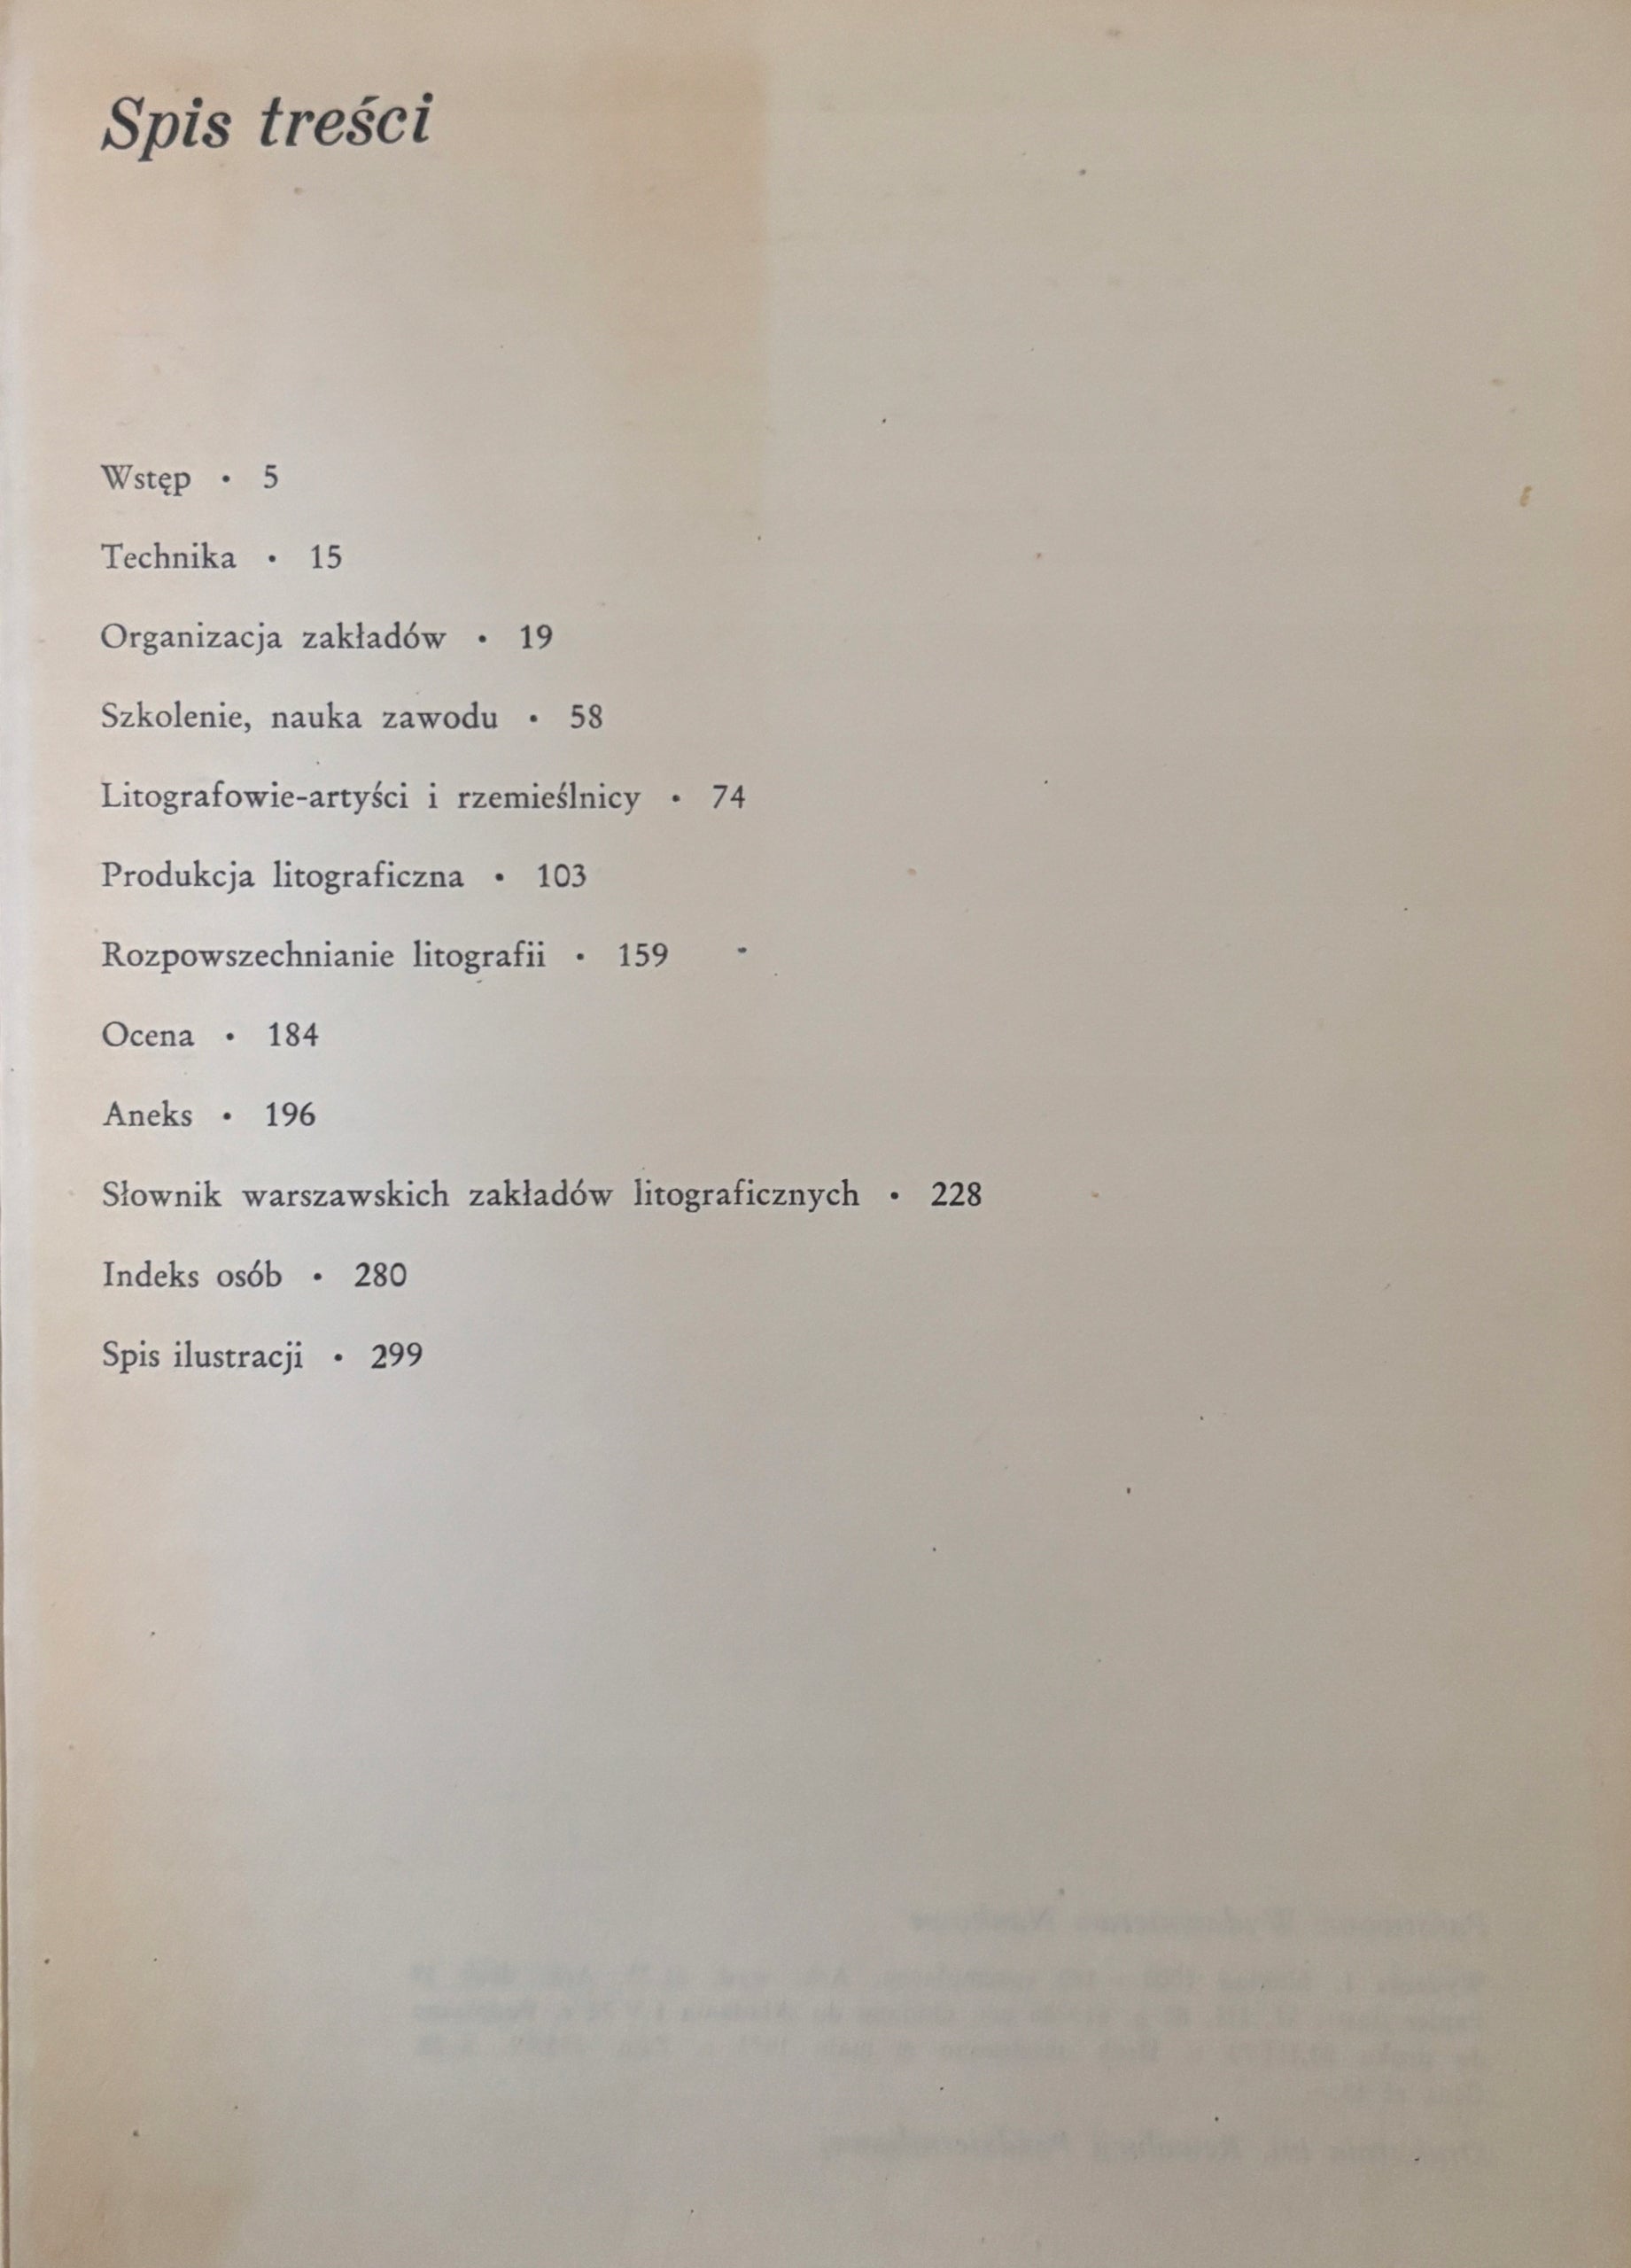 Spis treści
Wstęp • 5
Technika • 15
Organizacja zakładów • 19
Szkolenie, nauka zawodu • 58
Litografowie-artyści i rzemieślnicy • 74
Produkcja litograficzna • 103
Rozpowszechnianie litografii • 159
Ocena • 184
Aneks • 196
Słownik warszawskich zakładów litograficznych • 228
Indeks osób • 280
Spis ilustracji • 299